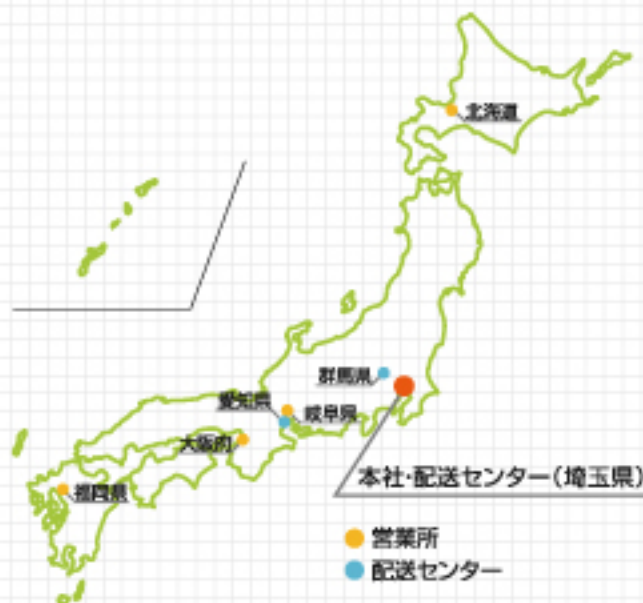 北海道
群馬県
愛知県
岐阜県
大阪府
本社・配送センター(埼玉県)
福岡県
営業所
配送センター